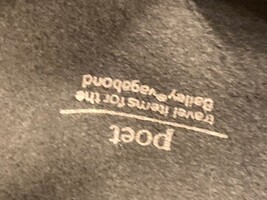 poet
travel items for the
Bailey®vagabond